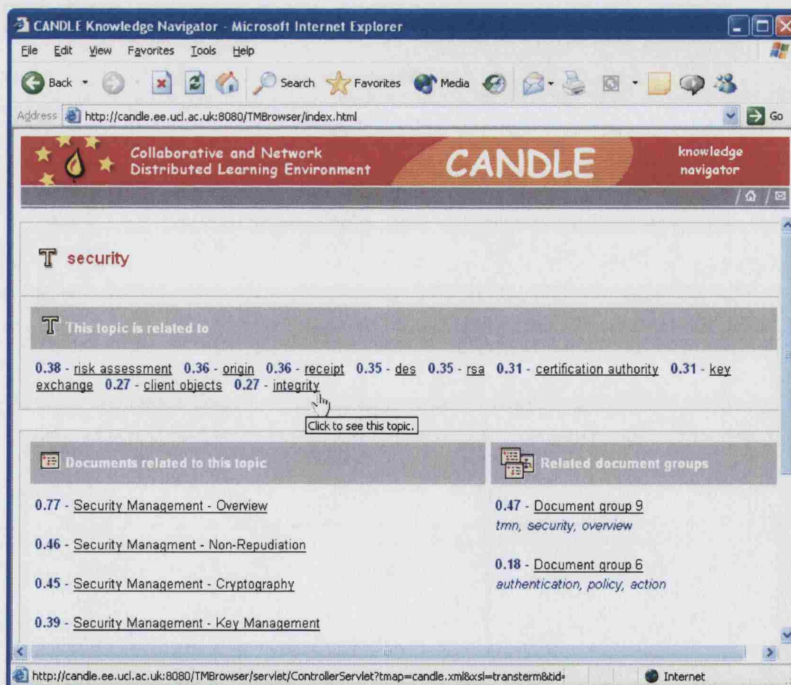 CANDLE Knowledge Navigator - Microsoft Internet Explorer
File Edit View Favorites Tools Help
Back Search Favorites Media
Address http://candle.ee.ucl.ac.uk:8080/TMBrowser/index.html Go
Collaborative and Network
Distributed Learning Environment
CANDLE
knowledge
navigator
T security
T This topic is related to
0.38 - risk assessment 0.36 - origin 0.36 - receipt 0.35 - des 0.35 - rsa 0.31 - certification authority 0.31 - key
exchange 0.27 - client objects 0.27 - integrity
Click to see this topic.
Documents related to this topic
0.77 - Security Management - Overview
0.46 - Security Managment - Non-Repudiation
0.45 - Security Management - Cryptography
0.39 - Security Management - Key Management
Related document groups
0.47 - Document group 9
tmn, security, overview
0.18 - Document group 6
authentication, policy, action
http://candle.ee.ucl.ac.uk:8080/TMBrowser/servlet/ControllerServlet?tmap=candle.xml&xsl=transterm&tid= Internet